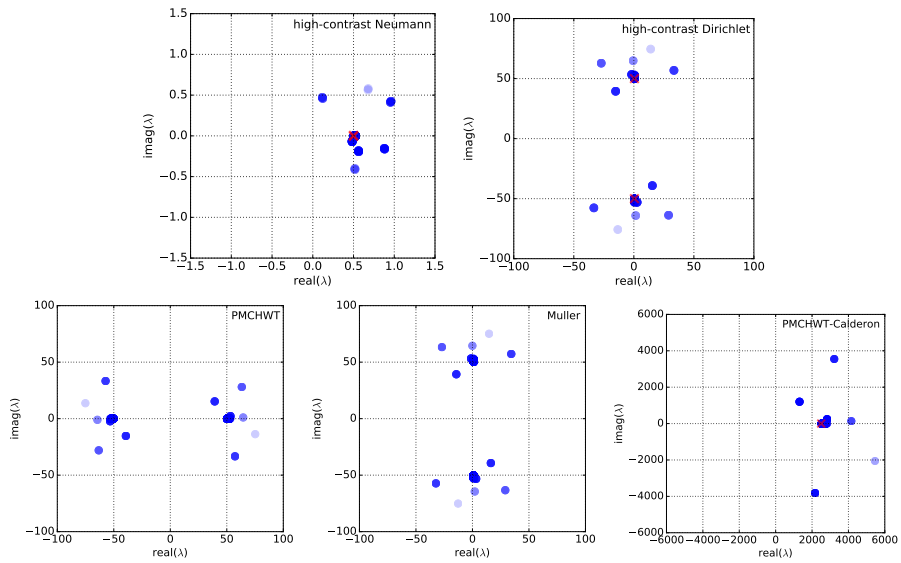 high-contrast Neumann
1.5
1.0
0.5
0.0
−0.5
−1.0
−1.5
imag(λ)
−1.5 −1.0 −0.5 0.0 0.5 1.0 1.5
real(λ)
high-contrast Dirichlet
100
50
0
−50
−100
imag(λ)
−100 −50 0 50 100
real(λ)
PMCHWT
100
50
0
−50
−100
imag(λ)
−100 −50 0 50 100
real(λ)
Muller
100
50
0
−50
−100
imag(λ)
−100 −50 0 50 100
real(λ)
PMCHWT-Calderon
6000
4000
2000
0
−2000
−4000
−6000
imag(λ)
−6000 −4000 −2000 0 2000 4000 6000
real(λ)